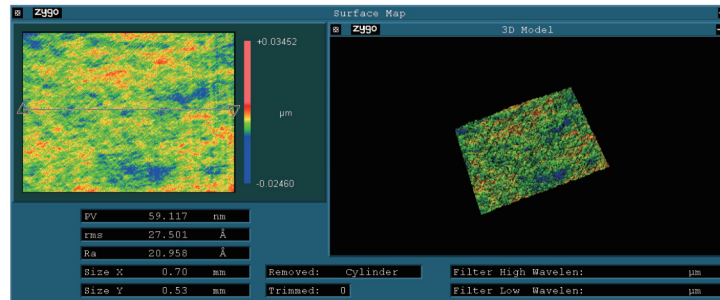 zygo Surface Map
zygo 3D Model
+0.03452
µm
-0.02460
PV 59.117 nm
rms 27.501 Å
Ra 20.958 Å
Size X 0.70 mm
Size Y 0.53 mm
Removed: Cylinder
Trimmed: 0
Filter High Wavelen: µm
Filter Low Wavelen: µm